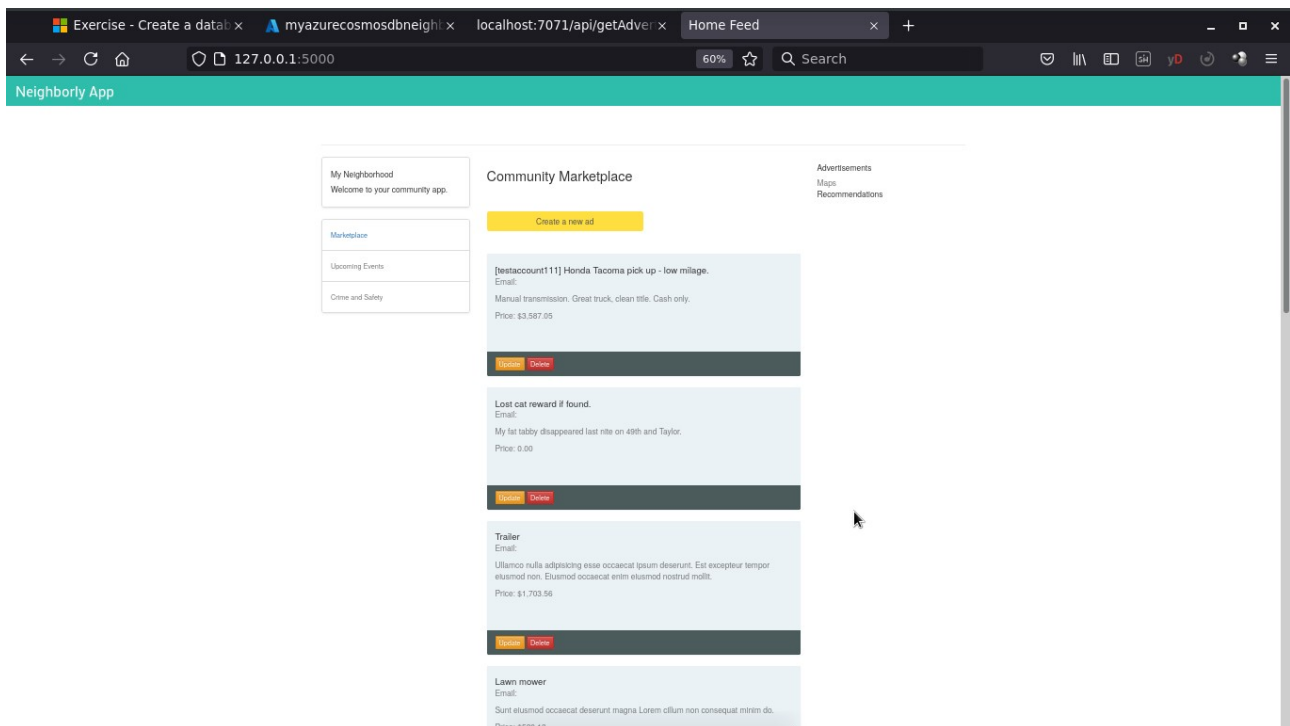 Exercise - Create a datab
myazurecosmosdbneighb
localhost:7071/api/getAdver
Home Feed
127.0.0.1:5000
60%
Search
yD
Neighborly App
My Neighborhood
Welcome to your community app.
Marketplace
Upcoming Events
Crime and Safety
Community Marketplace
Create a new ad
[testaccount111] Honda Tacoma pick up - low milage.
Email:
Manual transmission. Great truck, clean title. Cash only.
Price: $3,587.05
Update Delete
Lost cat reward if found.
Email:
My fat tabby disappeared last nite on 49th and Taylor.
Price: 0.00
Update Delete
Trailer
Email:
Ullamco nulla adipisicing esse occaecat ipsum deserunt. Est excepteur tempor
eiusmod non. Eiusmod occaecat enim eiusmod nostrud mollit.
Price: $1,703.56
Update Delete
Lawn mower
Email:
Sunt eiusmod occaecat deserunt magna Lorem cillum non consequat minim do.
Advertisements
Maps
Recommendations